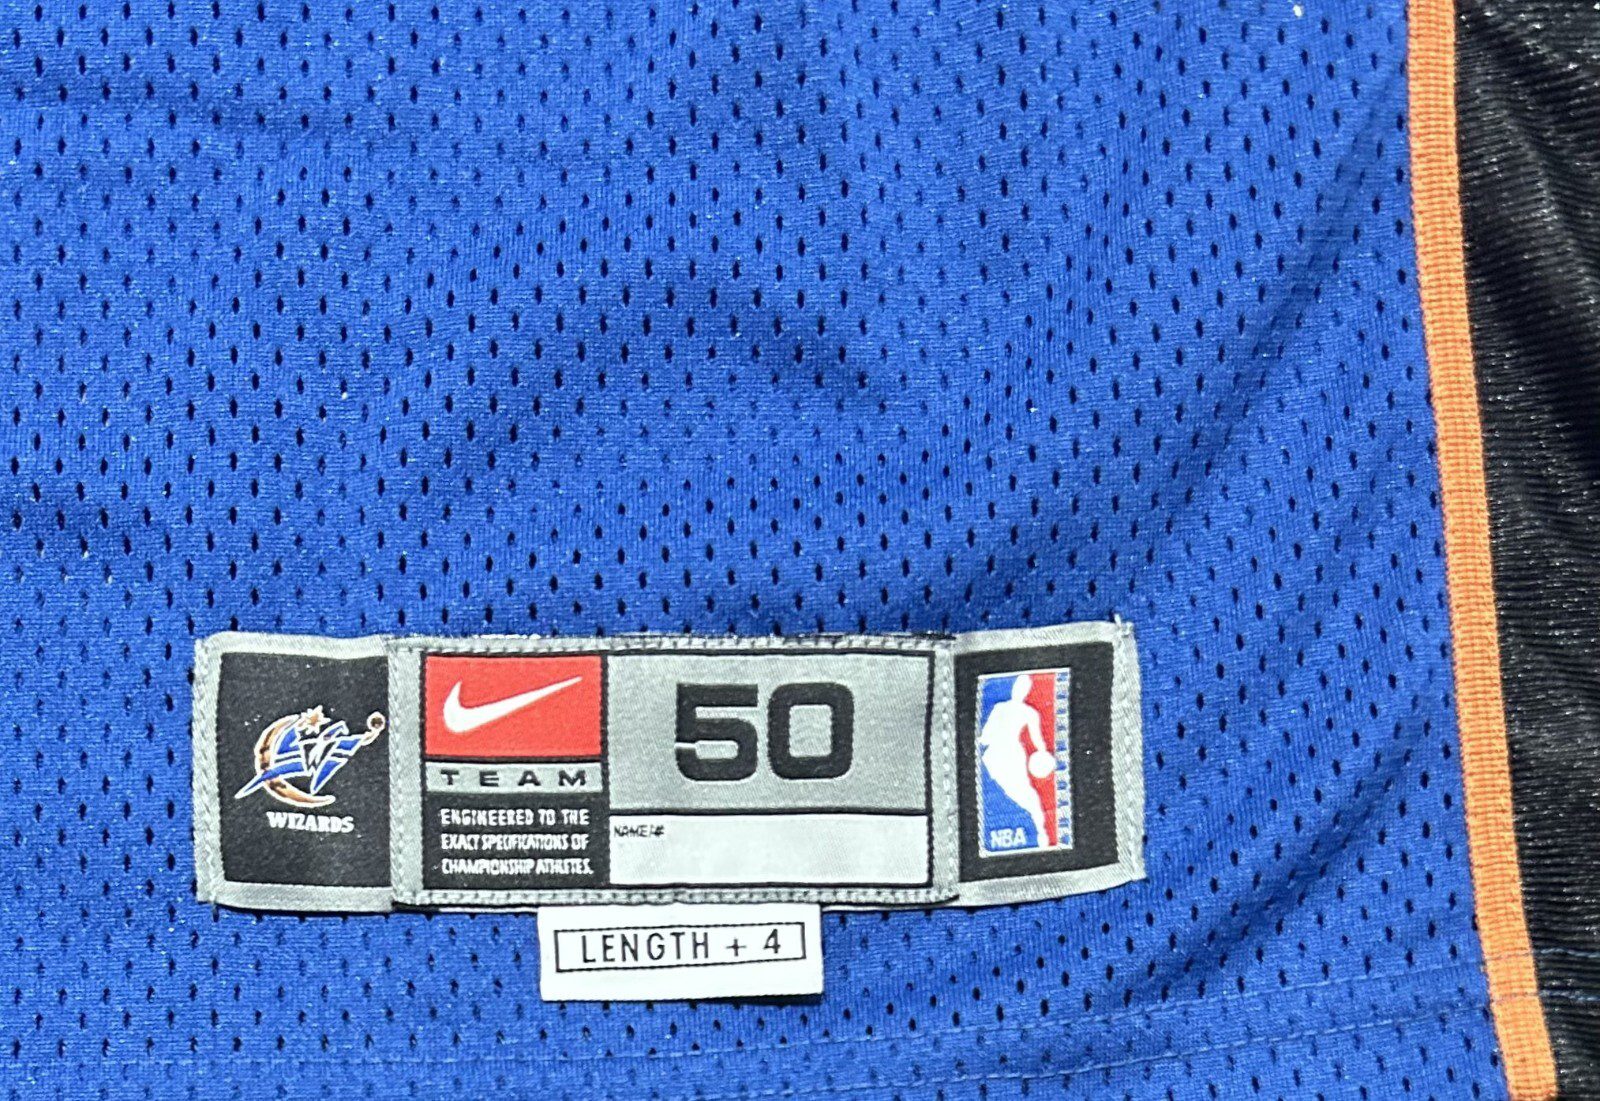 WIZARDS
TEAM
ENGINEERED TO THE
EXACT SPECIFICATIONS OF
CHAMPIONSHIP ATHLETES.
50
NAME/#
NBA
LENGTH + 4